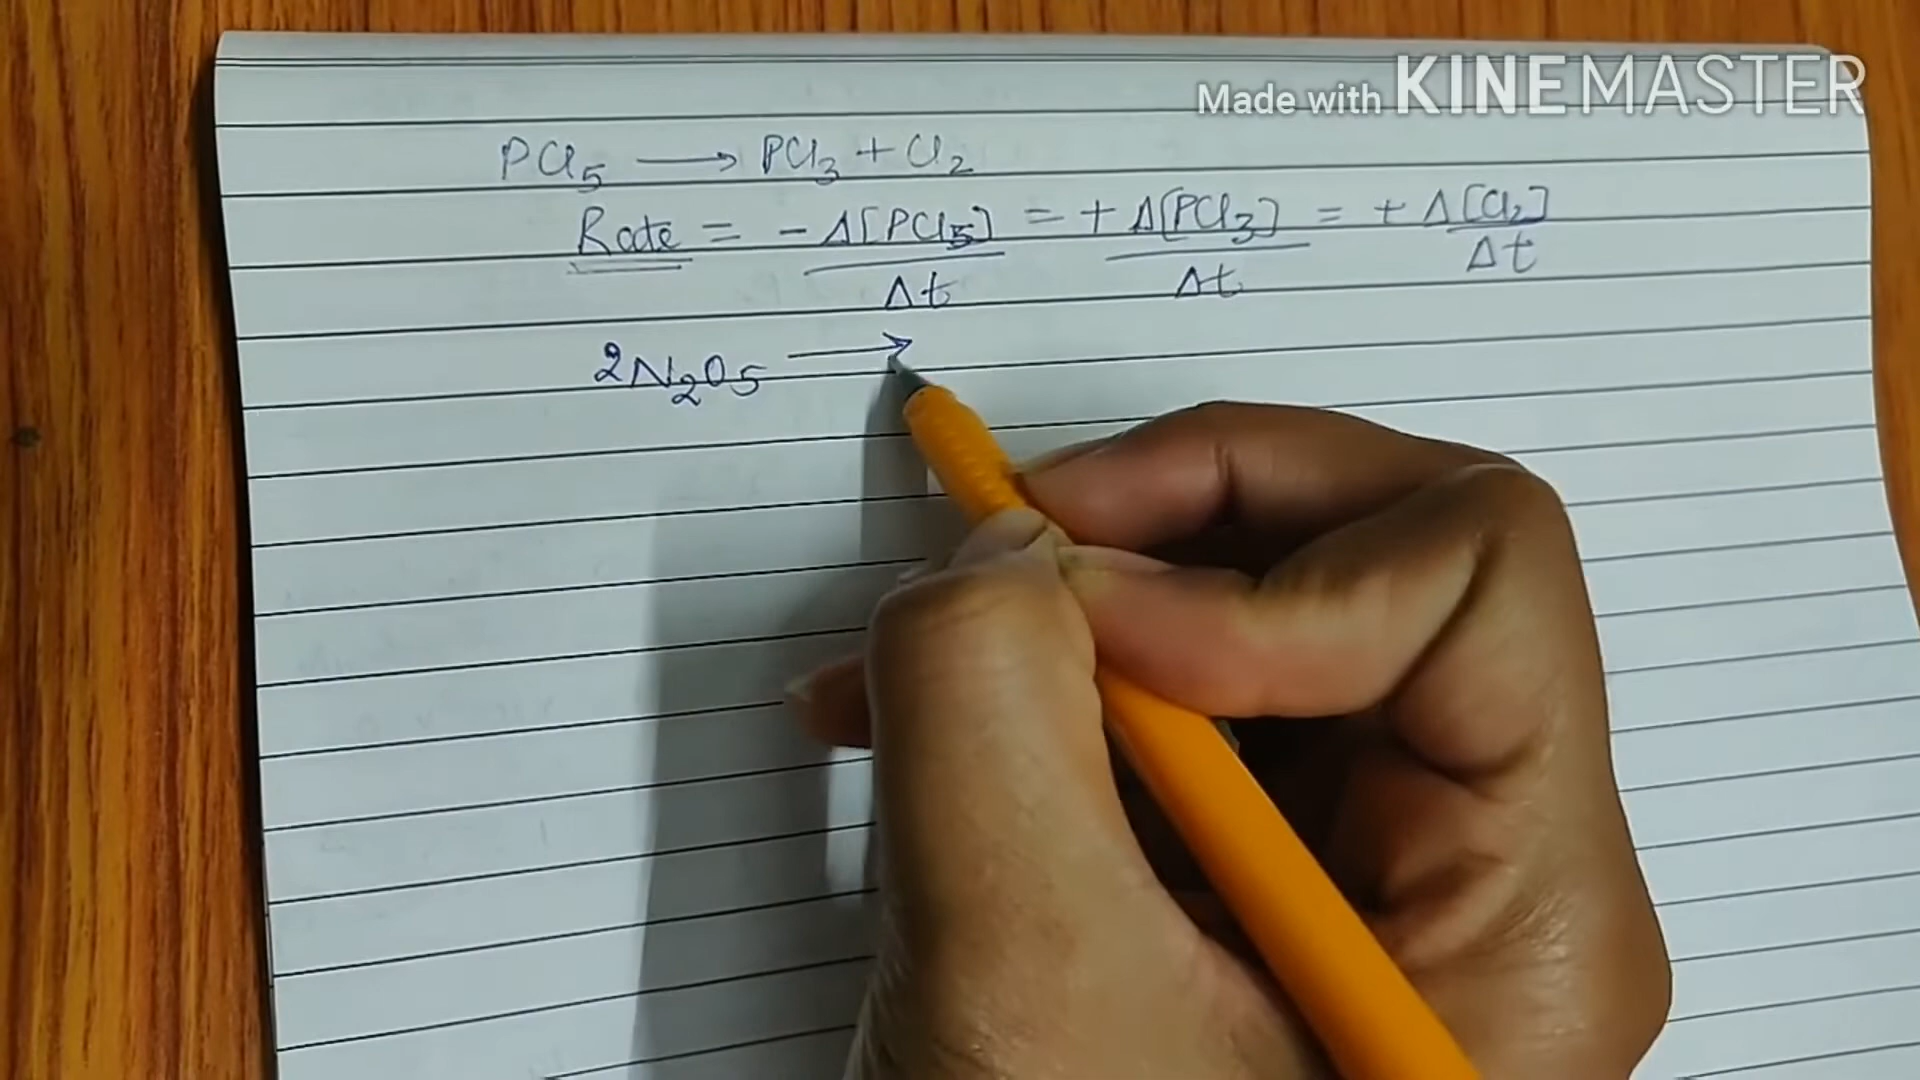 Made with KINEMASTER
PCl5 ⟶ PCl3 + Cl2
Rate = - Δ[PCl5] = + Δ[PCl3] = + Δ[Cl2]
Δt Δt Δt
2N2O5 ⟶